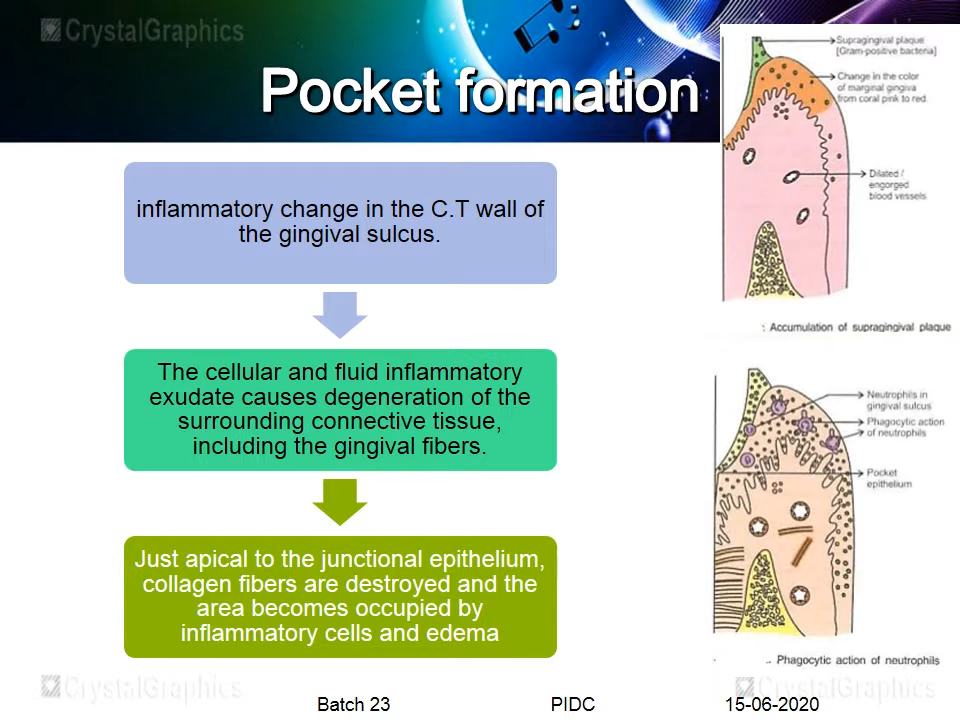 CrystalGraphics
Pocket formation
inflammatory change in the C.T wall of
the gingival sulcus.
The cellular and fluid inflammatory
exudate causes degeneration of the
surrounding connective tissue,
including the gingival fibers.
Just apical to the junctional epithelium,
collagen fibers are destroyed and the
area becomes occupied by
inflammatory cells and edema
Supragingival plaque
[Gram-positive bacteria]
Change in the color
of marginal gingiva
from coral pink to red
Dilated /
engorged
blood vessels
: Accumulation of supragingival plaque
Neutrophils in
gingival sulcus
Phagocytic action
of neutrophils
Pocket
epithelium
Phagocytic action of neutrophils
CrystalGraphics
CrystalGraphics
Batch 23 PIDC 15-06-2020